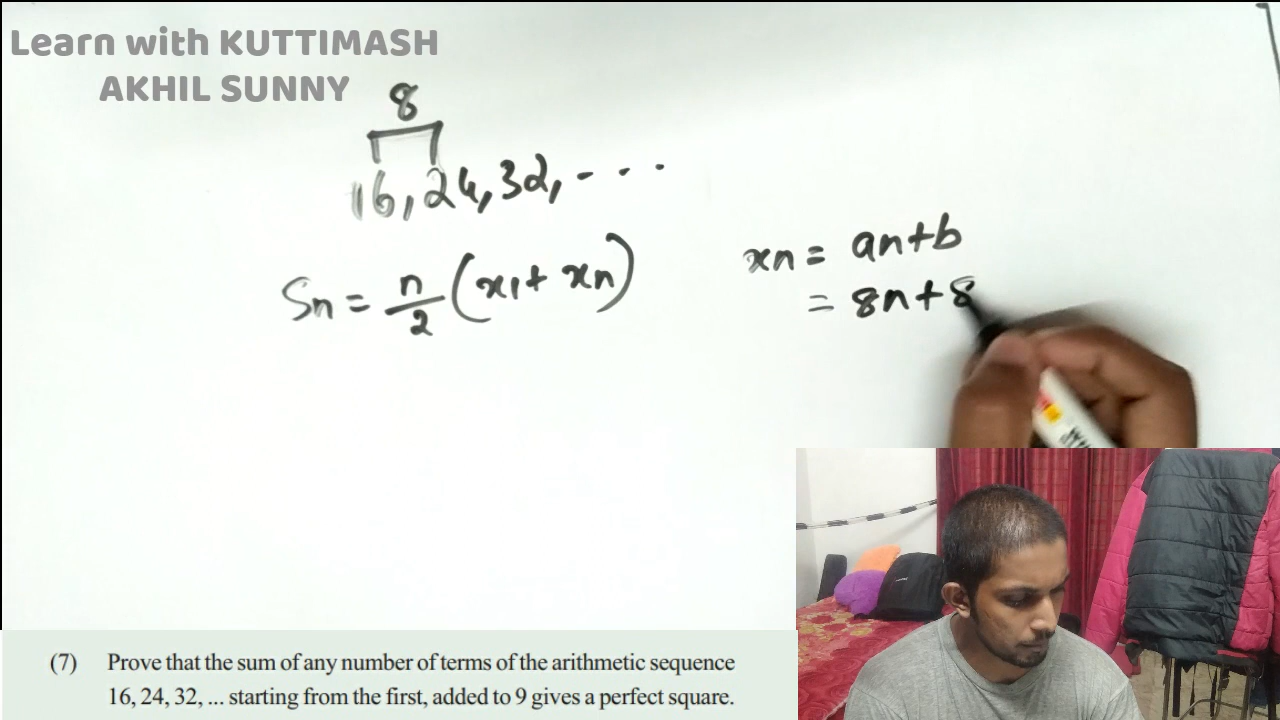 Learn with KUTTIMASH
AKHIL SUNNY
8
16, 24, 32, - - -
xn = an+b
= 8n+8
Sn = n/2 (x1 + xn)
(7) Prove that the sum of any number of terms of the arithmetic sequence
16, 24, 32, ... starting from the first, added to 9 gives a perfect square.